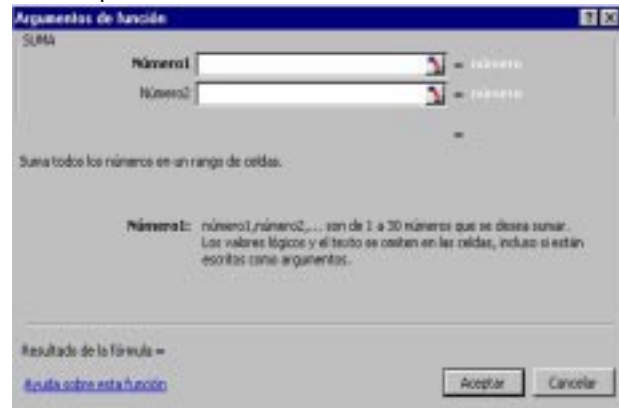 Argumentos de función
SUMA
Número1 = número
Número2 = número
=
Suma todos los números en un rango de celdas.
Número1: número1,número2,... son de 1 a 30 números que se desea sumar.
Los valores lógicos y el texto se omiten en las celdas, incluso si están
escritos como argumentos.
Resultado de la fórmula =
Ayuda sobre esta función
Aceptar Cancelar